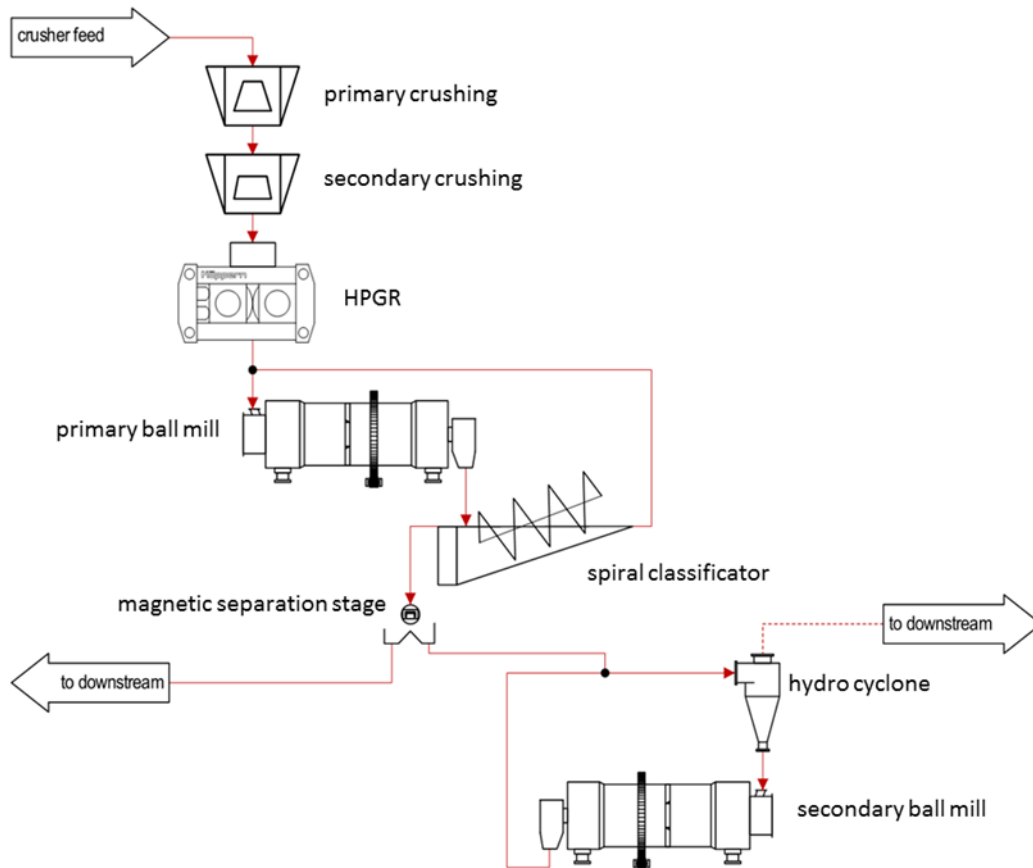 crusher feed
primary crushing
secondary crushing
Köppern
HPGR
primary ball mill
spiral classificator
magnetic separation stage
to downstream
to downstream
hydro cyclone
secondary ball mill